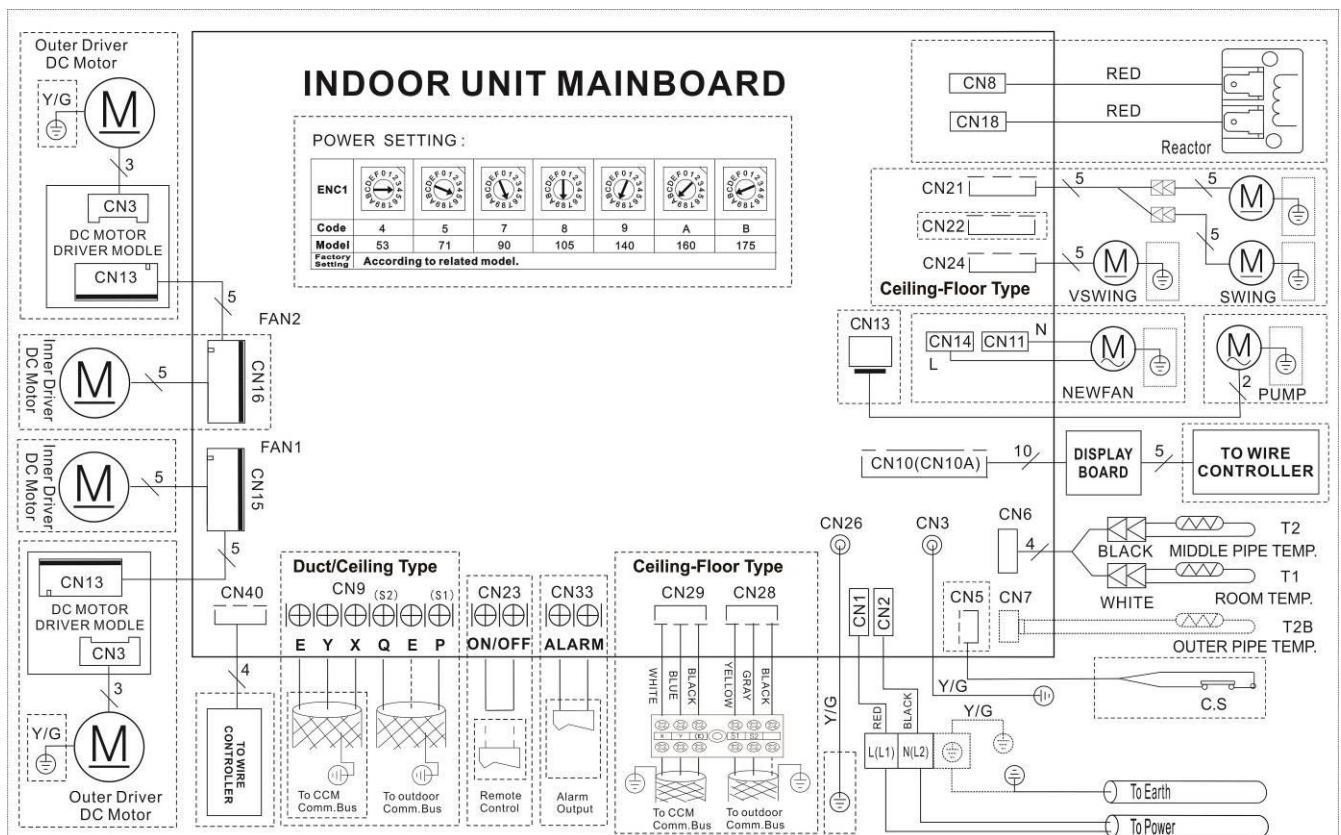 Outer Driver
DC Motor
Y/G
M
3
CN3
DC MOTOR
DRIVER MODLE
CN13
5
FAN2
Inner Driver
DC Motor
M
5
CN16
FAN1
Inner Driver
DC Motor
M
5
CN15
5
CN13
DC MOTOR
DRIVER MODLE
CN3
3
Y/G
M
Outer Driver
DC Motor
INDOOR UNIT MAINBOARD
POWER SETTING :
ENC1
Code 4 5 7 8 9 A B
Model 53 71 90 105 140 160 175
Factory
Setting According to related model.
CN8 RED
CN18 RED
Reactor
CN21 5 5 M
CN22
5
CN24 5 M M
Ceiling-Floor Type VSWING SWING
CN13
CN14 CN11 N
L
M
NEWFAN
M
2
PUMP
CN10(CN10A) 10
DISPLAY
BOARD
5
TO WIRE
CONTROLLER
CN6
4
T2
BLACK MIDDLE PIPE TEMP.
T1
WHITE ROOM TEMP.
CN5 CN7
T2B
OUTER PIPE TEMP.
C.S
CN26 CN3
CN1 CN2
Y/G
Y/G
RED
BLACK
Y/G
L(L1) N(L2)
To Earth
To Power
CN40
4
TO WIRE
CONTROLLER
Duct/Ceiling Type
CN9 (S2) (S1)
E Y X Q E P
To CCM
Comm.Bus
To outdoor
Comm.Bus
CN23
ON/OFF
Remote
Control
CN33
ALARM
Alarm
Output
Ceiling-Floor Type
CN29 CN28
WHITE
BLUE
BLACK
YELLOW
GRAY
BLACK
X Y (E) S1 S2
To CCM
Comm.Bus
To outdoor
Comm.Bus